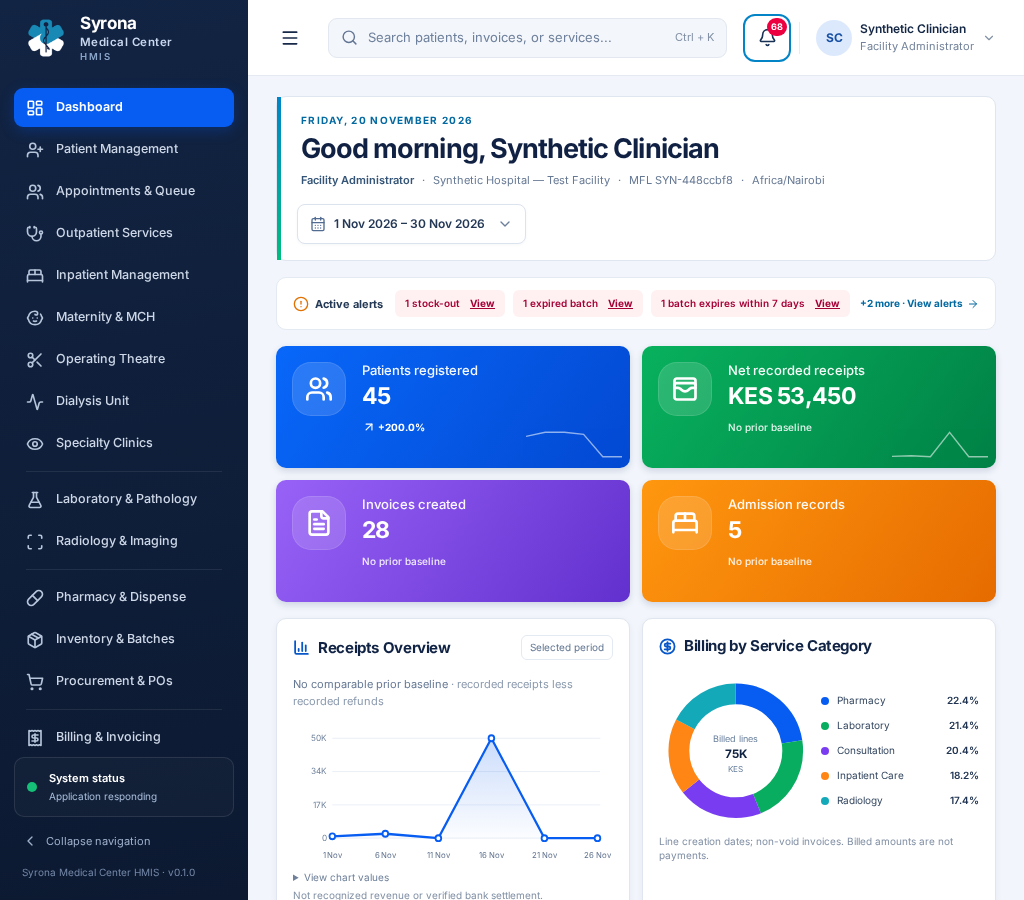 Syrona
Medical Center
HMIS
Dashboard
Patient Management
Appointments & Queue
Outpatient Services
Inpatient Management
Maternity & MCH
Operating Theatre
Dialysis Unit
Specialty Clinics
Laboratory & Pathology
Radiology & Imaging
Pharmacy & Dispense
Inventory & Batches
Procurement & POs
Billing & Invoicing
System status
Application responding
Collapse navigation
Syrona Medical Center HMIS · v0.1.0
Search patients, invoices, or services... Ctrl + K
68
SC
Synthetic Clinician
Facility Administrator
FRIDAY, 20 NOVEMBER 2026
Good morning, Synthetic Clinician
Facility Administrator · Synthetic Hospital — Test Facility · MFL SYN-448ccbf8 · Africa/Nairobi
1 Nov 2026 – 30 Nov 2026
Active alerts 1 stock-out View 1 expired batch View 1 batch expires within 7 days View +2 more · View alerts
Patients registered
45
+200.0%
Net recorded receipts
KES 53,450
No prior baseline
Invoices created
28
No prior baseline
Admission records
5
No prior baseline
Receipts Overview Selected period
No comparable prior baseline · recorded receipts less
recorded refunds
50K
34K
17K
0
1 Nov 6 Nov 11 Nov 16 Nov 21 Nov 26 Nov
View chart values
Not recognized revenue or verified bank settlement.
Billing by Service Category
Billed lines
75K
KES
Pharmacy 22.4%
Laboratory 21.4%
Consultation 20.4%
Inpatient Care 18.2%
Radiology 17.4%
Line creation dates; non-void invoices. Billed amounts are not
payments.